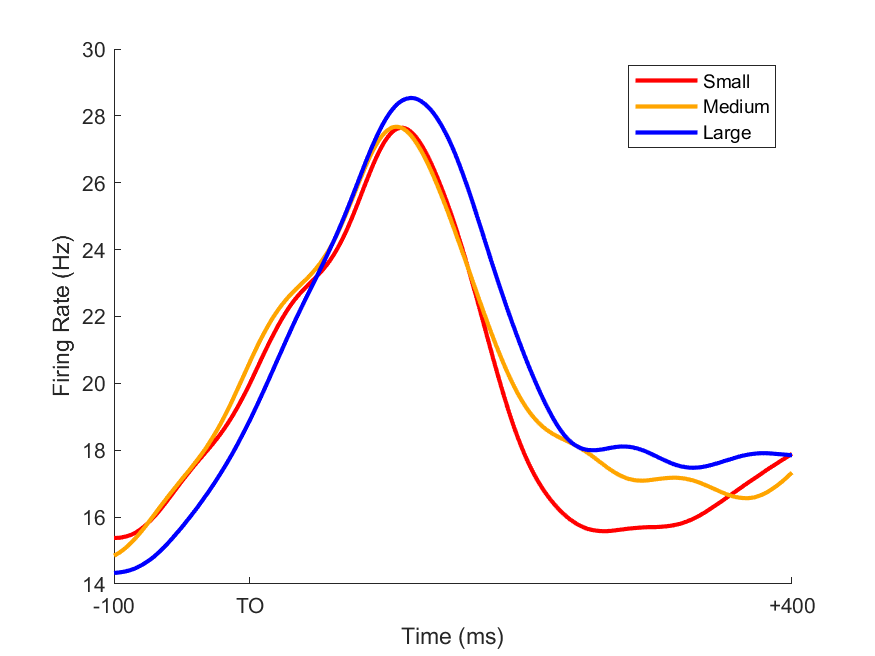 30
28
26
24
22
20
18
16
14
Firing Rate (Hz)
Small
Medium
Large
-100 TO +400
Time (ms)